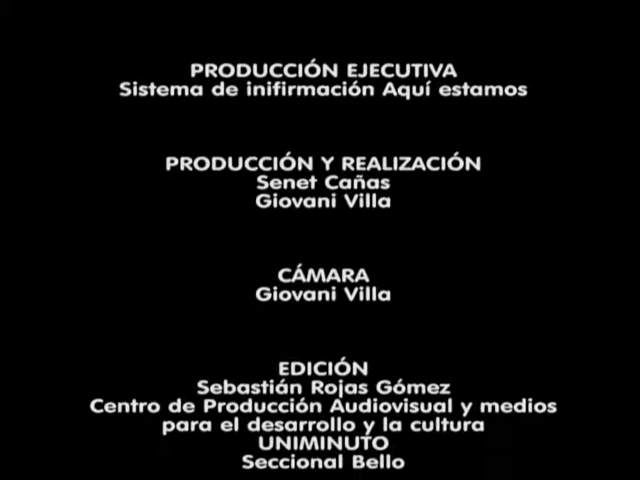 PRODUCCIÓN EJECUTIVA
Sistema de inifirmación Aquí estamos
PRODUCCIÓN Y REALIZACIÓN
Senet Cañas
Giovani Villa
CÁMARA
Giovani Villa
EDICIÓN
Sebastián Rojas Gómez
Centro de Producción Audiovisual y medios
para el desarrollo y la cultura
UNIMINUTO
Seccional Bello